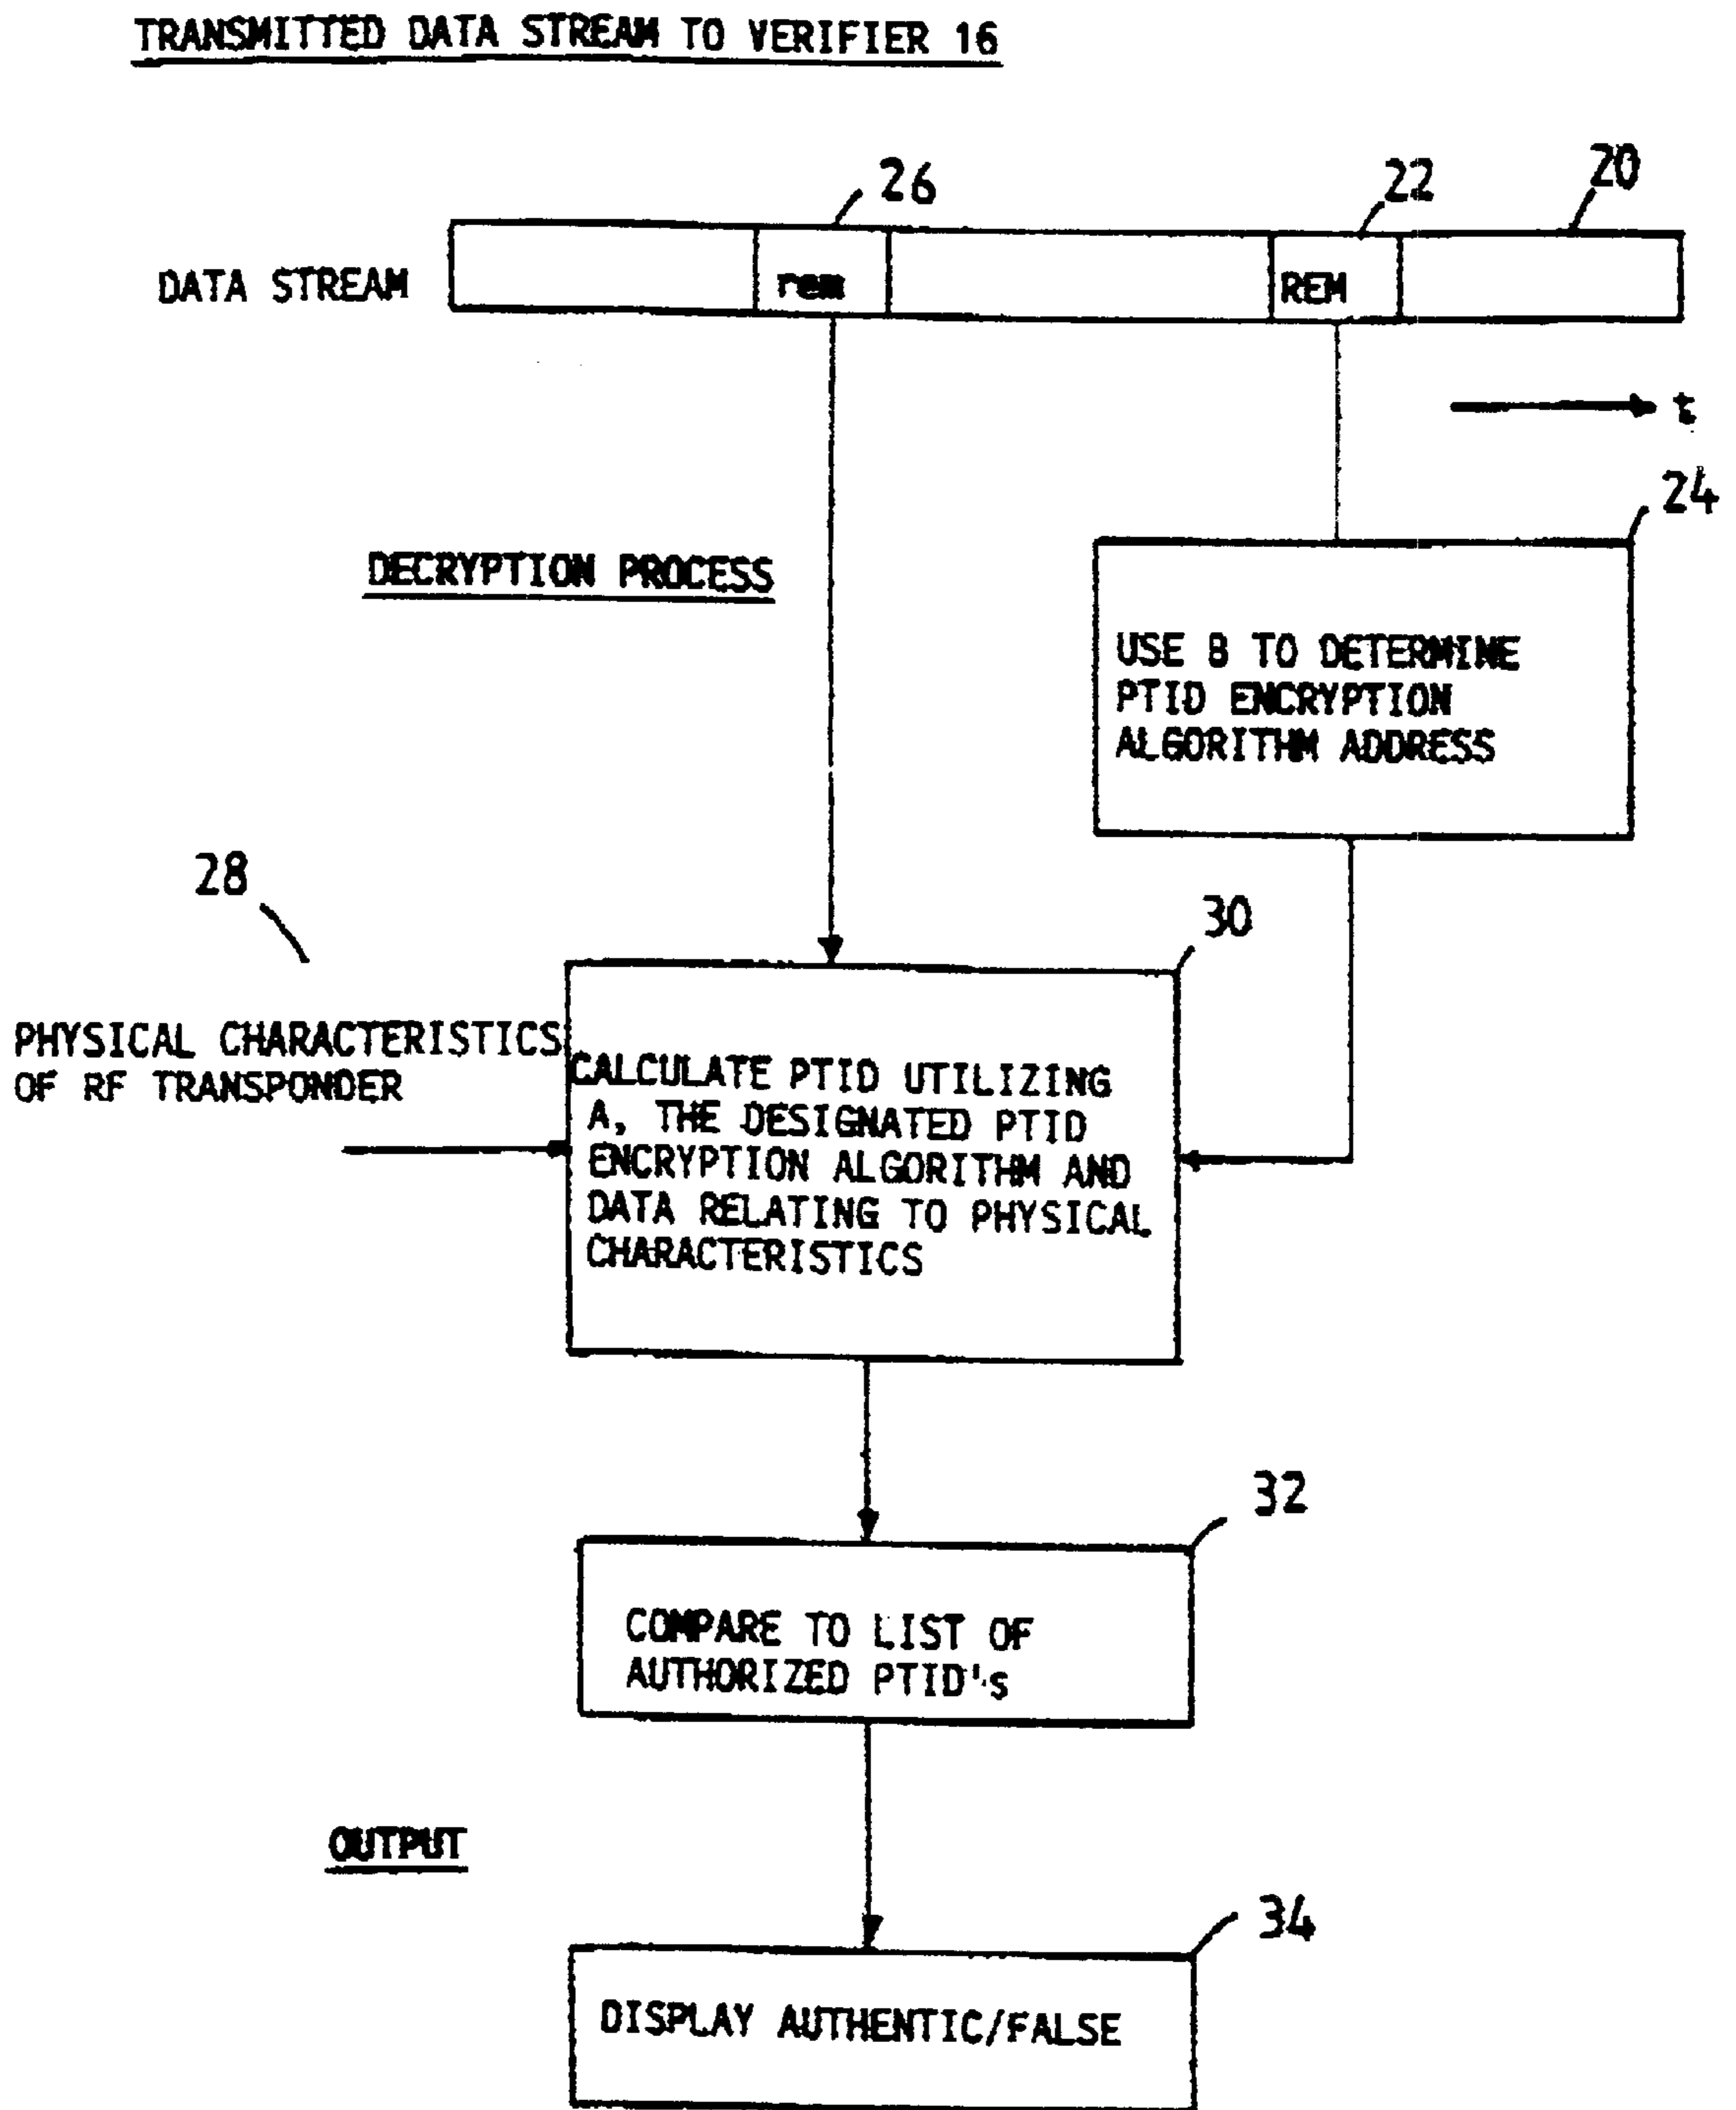 TRANSMITTED DATA STREAM TO VERIFIER 16
26
22
20
DATA STREAM
rem
REM
t
24
DECRYPTION PROCESS
USE B TO DETERMINE
PTID ENCRYPTION
ALGORITHM ADDRESS
28
30
PHYSICAL CHARACTERISTICS
OF RF TRANSPONDER
CALCULATE PTID UTILIZING
A, THE DESIGNATED PTID
ENCRYPTION ALGORITHM AND
DATA RELATING TO PHYSICAL
CHARACTERISTICS
32
COMPARE TO LIST OF
AUTHORIZED PTID's
OUTPUT
34
DISPLAY AUTHENTIC/FALSE